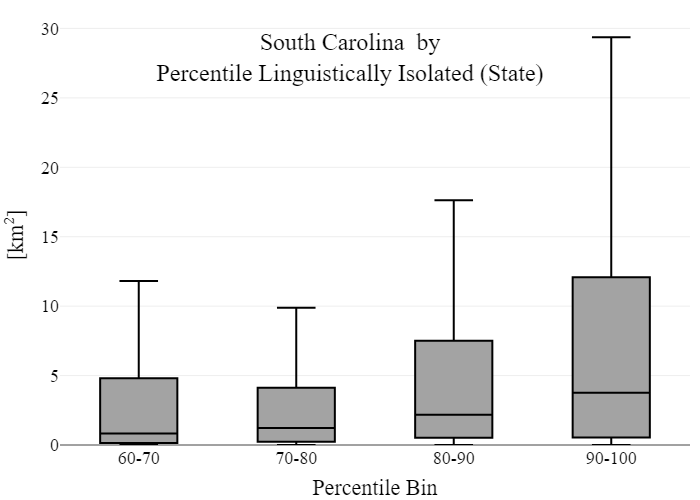 South Carolina by
Percentile Linguistically Isolated (State)
30
25
20
15
10
5
0
[km²]
60-70
70-80
80-90
90-100
Percentile Bin